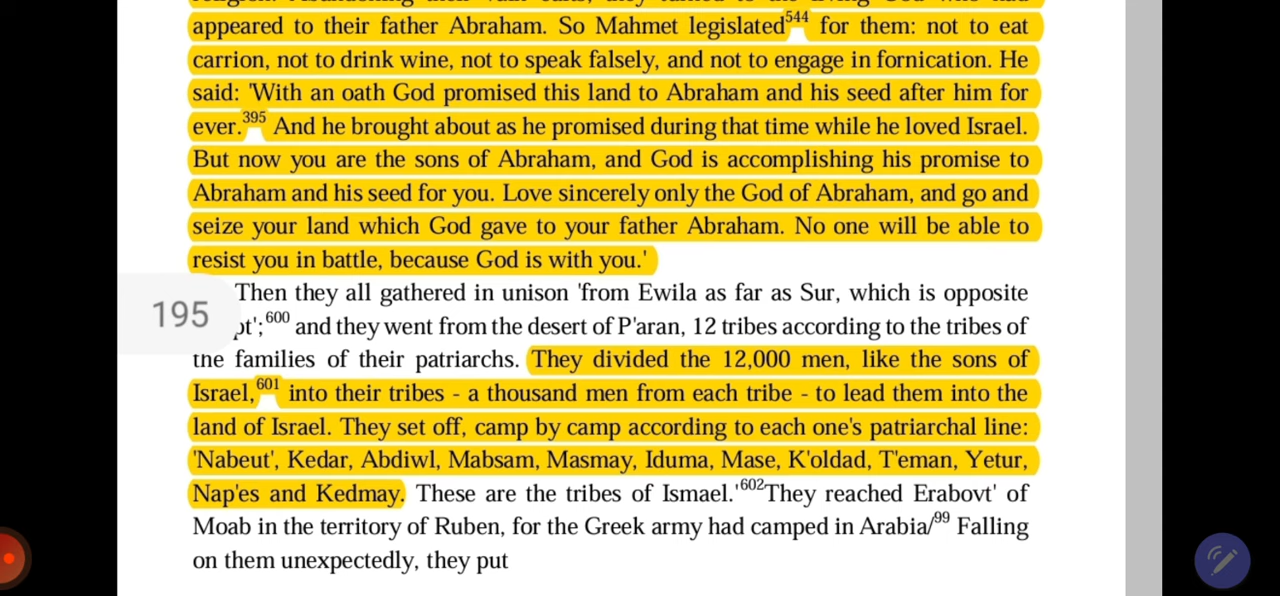 appeared to their father Abraham. So Mahmet legislated544 for them: not to eat
carrion, not to drink wine, not to speak falsely, and not to engage in fornication. He
said: 'With an oath God promised this land to Abraham and his seed after him for
ever.395 And he brought about as he promised during that time while he loved Israel.
But now you are the sons of Abraham, and God is accomplishing his promise to
Abraham and his seed for you. Love sincerely only the God of Abraham, and go and
seize your land which God gave to your father Abraham. No one will be able to
resist you in battle, because God is with you.'
Then they all gathered in unison 'from Ewila as far as Sur, which is opposite
195
pt';600 and they went from the desert of P'aran, 12 tribes according to the tribes of
the families of their patriarchs. They divided the 12,000 men, like the sons of
Israel,601 into their tribes - a thousand men from each tribe - to lead them into the
land of Israel. They set off, camp by camp according to each one's patriarchal line:
'Nabeut', Kedar, Abdiwl, Mabsam, Masmay, Iduma, Mase, K'oldad, T'eman, Yetur,
Nap'es and Kedmay. These are the tribes of Ismael.'602They reached Erabovt' of
Moab in the territory of Ruben, for the Greek army had camped in Arabia/99 Falling
on them unexpectedly, they put